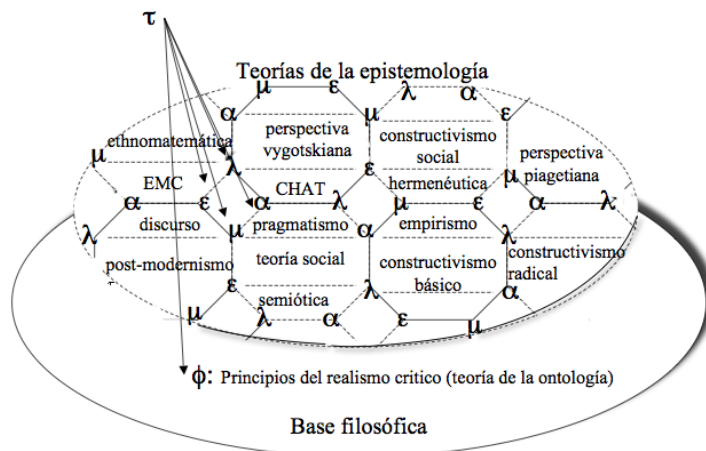 τ
Teorías de la epistemología
μ ε λ α
α μ ε
ethnomatemática perspectiva vygotskiana constructivismo social
μ λ ε perspectiva piagetiana
EMC CHAT hermenéutica μ
α ε α λ μ ε α λ
discurso pragmatismo empirismo
λ μ α λ
post-modernismo teoría social constructivismo básico constructivismo radical
ε λ α
semiótica
μ λ α ε μ
ϕ: Principios del realismo critico (teoría de la ontología)
Base filosófica